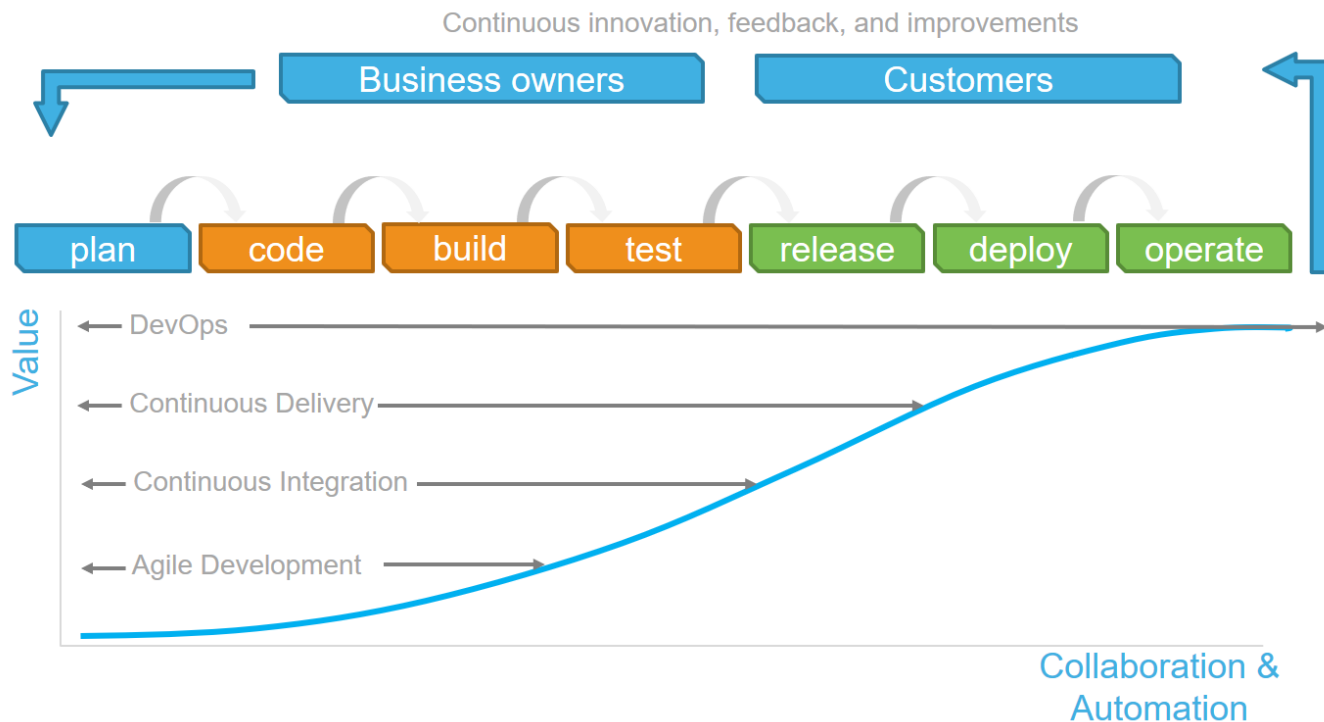 Continuous innovation, feedback, and improvements
Business owners
Customers
plan
code
build
test
release
deploy
operate
Value
DevOps
Continuous Delivery
Continuous Integration
Agile Development
Collaboration &
Automation